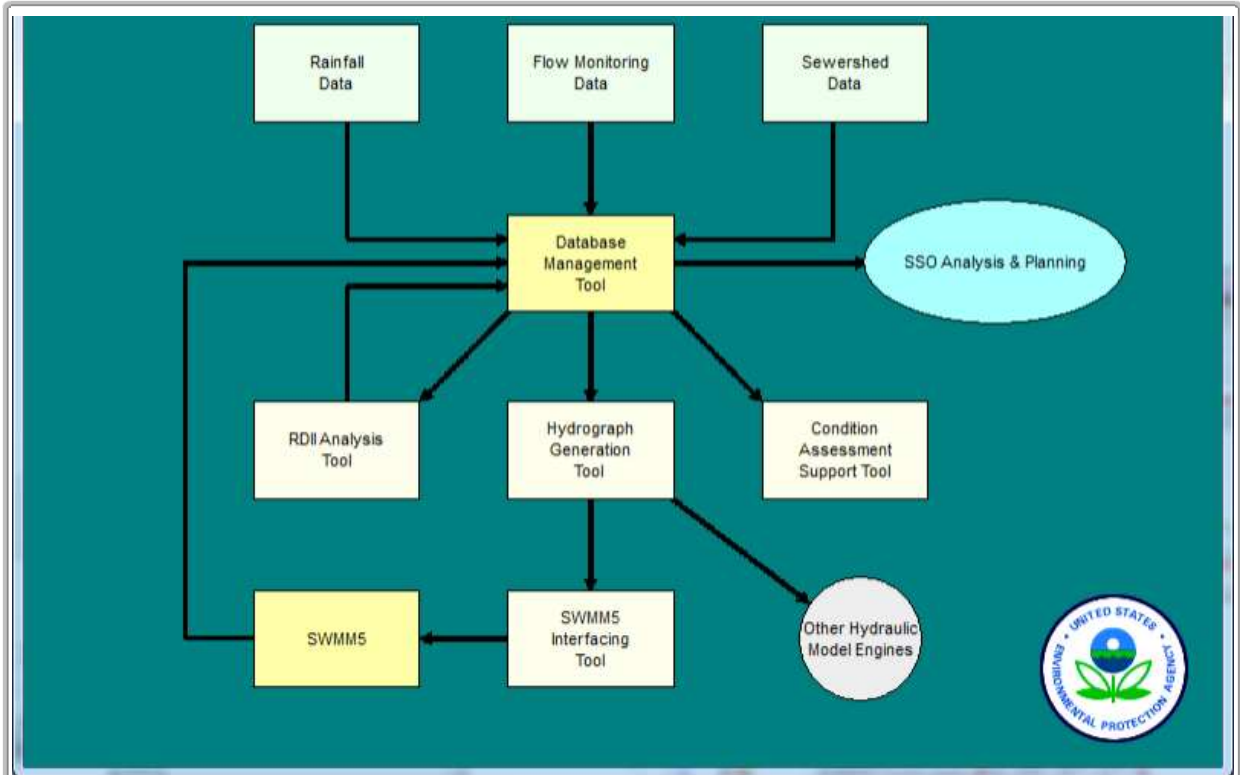 Rainfall
Data
Flow Monitoring
Data
Sewershed
Data
Database
Management
Tool
SSO Analysis & Planning
RDII Analysis
Tool
Hydrograph
Generation
Tool
Condition
Assessment
Support Tool
SWMM5
SWMM5
Interfacing
Tool
Other Hydraulic
Model Engines
UNITED STATES
ENVIRONMENTAL PROTECTION AGENCY